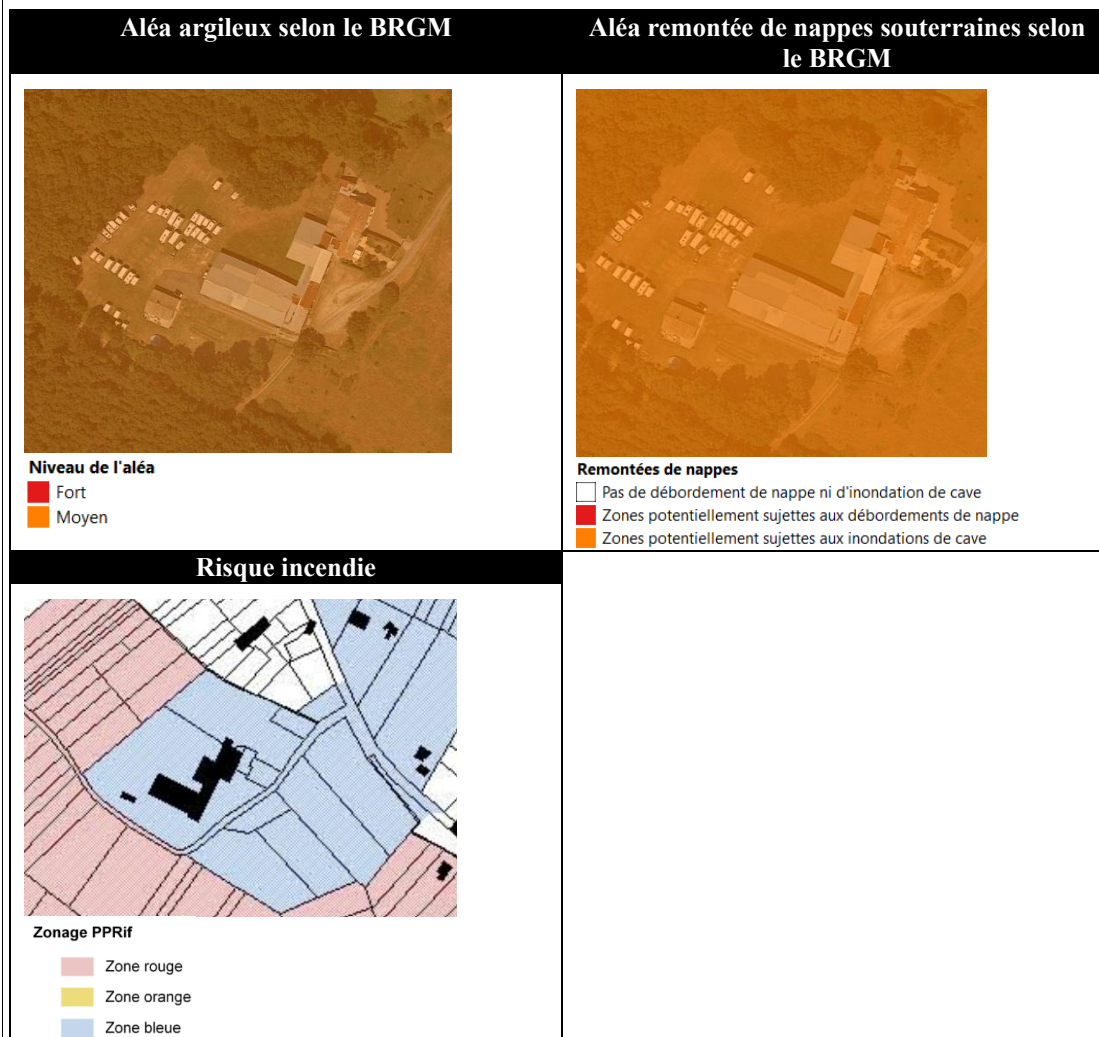 Aléa argileux selon le BRGM
Aléa remontée de nappes souterraines selon
le BRGM
Niveau de l'aléa
Fort
Moyen
Remontées de nappes
Pas de débordement de nappe ni d'inondation de cave
Zones potentiellement sujettes aux débordements de nappe
Zones potentiellement sujettes aux inondations de cave
Risque incendie
Zonage PPRif
Zone rouge
Zone orange
Zone bleue